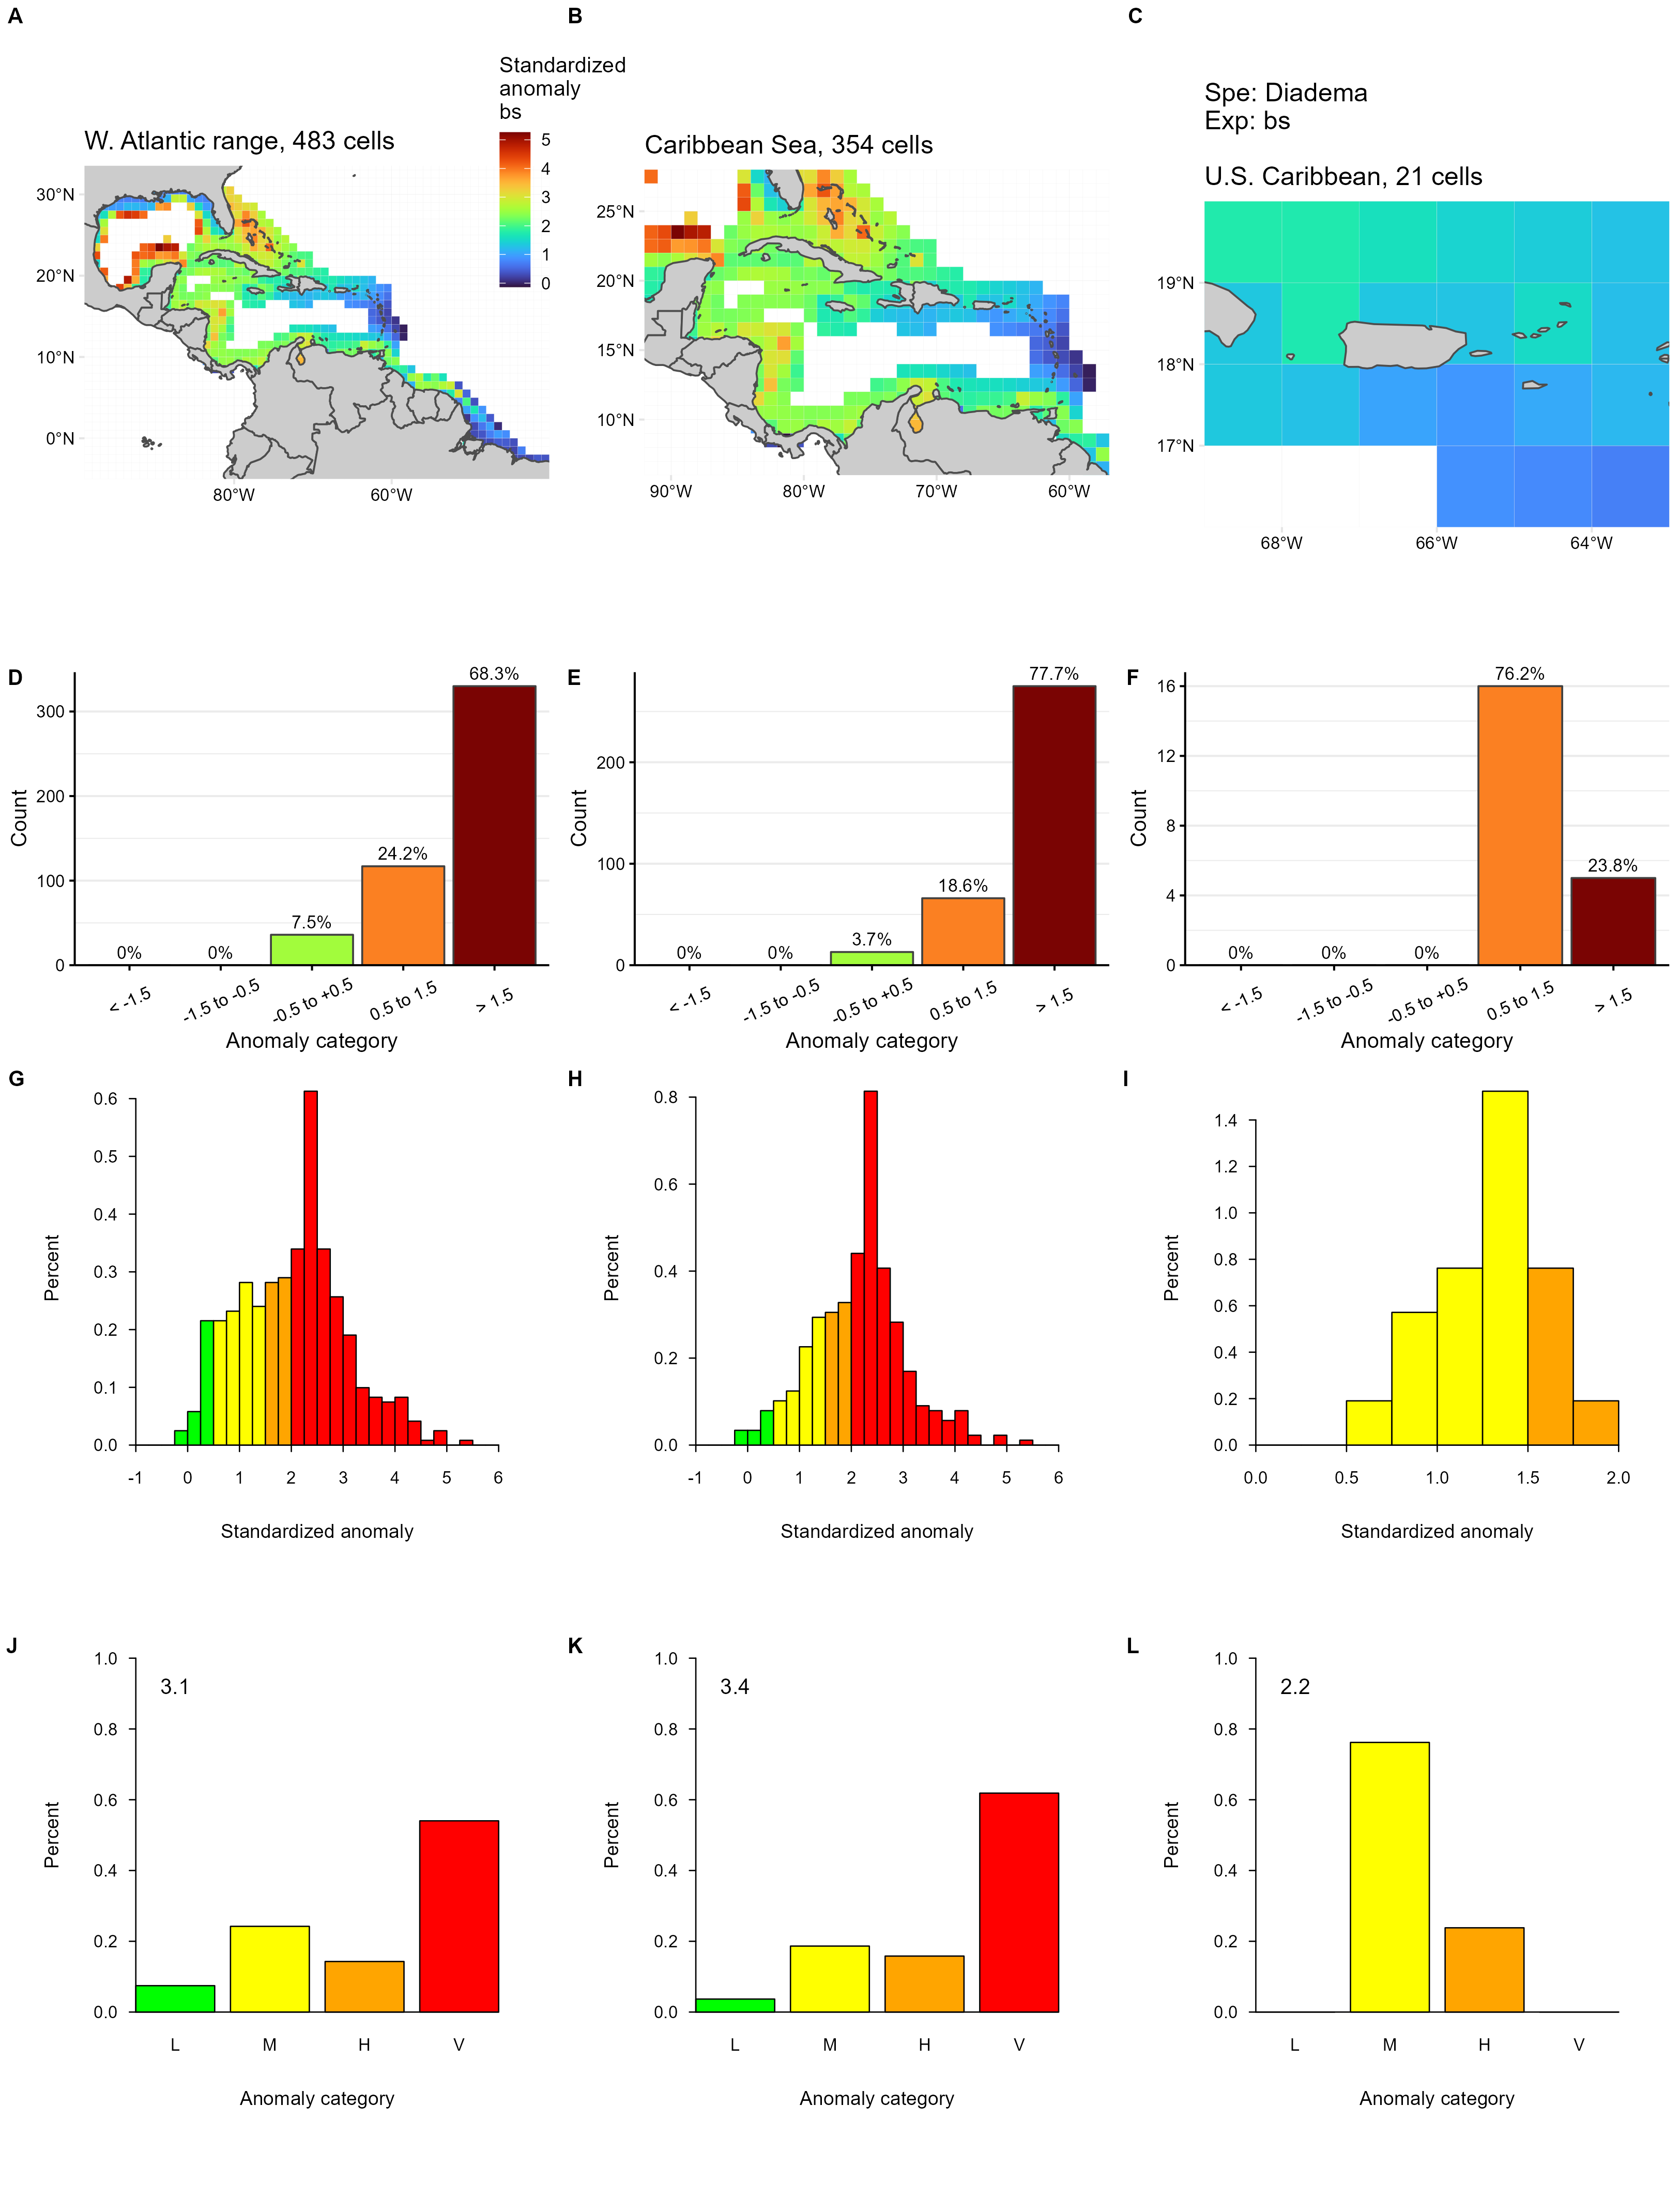 A
B
C
Standardized
anomaly
bs
5
4
3
2
1
0
W. Atlantic range, 483 cells
30°N
20°N
10°N
0°N
80°W
60°W
Caribbean Sea, 354 cells
25°N
20°N
15°N
10°N
90°W
80°W
70°W
60°W
Spe: Diadema
Exp: bs
U.S. Caribbean, 21 cells
19°N
18°N
17°N
68°W
66°W
64°W
D
Count
300
200
100
0
0%
0%
7.5%
24.2%
68.3%
< -1.5
-1.5 to -0.5
-0.5 to +0.5
0.5 to 1.5
> 1.5
Anomaly category
E
Count
200
100
0
0%
0%
3.7%
18.6%
77.7%
< -1.5
-1.5 to -0.5
-0.5 to +0.5
0.5 to 1.5
> 1.5
Anomaly category
F
Count
16
12
8
4
0
0%
0%
0%
76.2%
23.8%
< -1.5
-1.5 to -0.5
-0.5 to +0.5
0.5 to 1.5
> 1.5
Anomaly category
G
Percent
0.6
0.5
0.4
0.3
0.2
0.1
0.0
-1 0 1 2 3 4 5 6
Standardized anomaly
H
Percent
0.8
0.6
0.4
0.2
0.0
-1 0 1 2 3 4 5 6
Standardized anomaly
I
Percent
1.4
1.2
1.0
0.8
0.6
0.4
0.2
0.0
0.0 0.5 1.0 1.5 2.0
Standardized anomaly
J
3.1
Percent
1.0
0.8
0.6
0.4
0.2
0.0
L M H V
Anomaly category
K
3.4
Percent
1.0
0.8
0.6
0.4
0.2
0.0
L M H V
Anomaly category
L
2.2
Percent
1.0
0.8
0.6
0.4
0.2
0.0
L M H V
Anomaly category